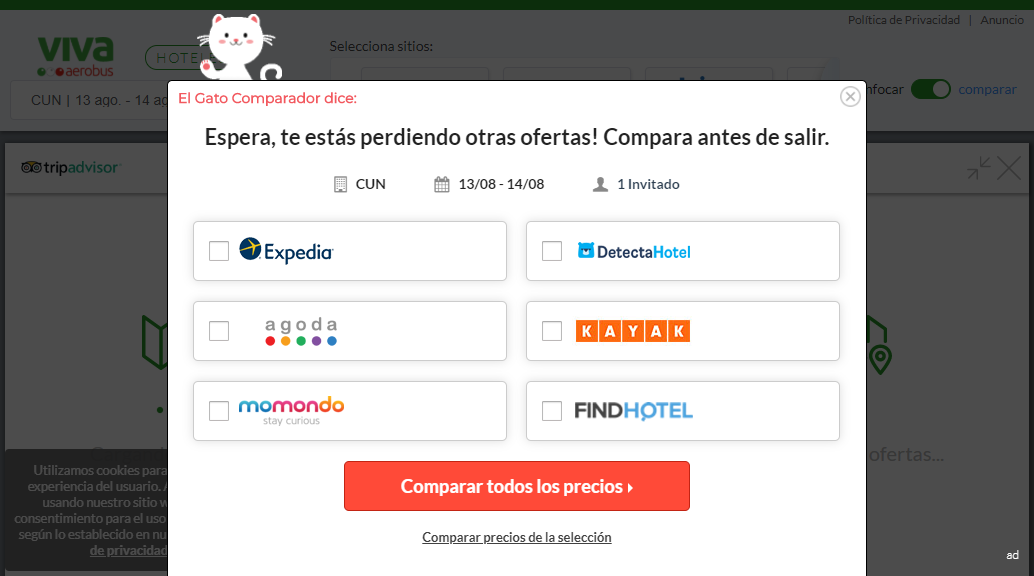 Política de Privacidad | Anuncio
viva
aerobus
HOTELE
Selecciona sitios:
CUN | 13 ago. - 14 ag
nfocar
comparar
tripadvisor
El Gato Comparador dice:
Espera, te estás perdiendo otras ofertas! Compara antes de salir.
CUN
13/08 - 14/08
1 Invitado
Expedia
DetectaHotel
agoda
KAYAK
momondo
stay curious
FINDHOTEL
ofertas...
Comparar todos los precios
Comparar precios de la selección
Utilizamos cookies para
experiencia del usuario. A
usando nuestro sitio w
consentimiento para el uso
según lo establecido en nu
de privacidad
ad